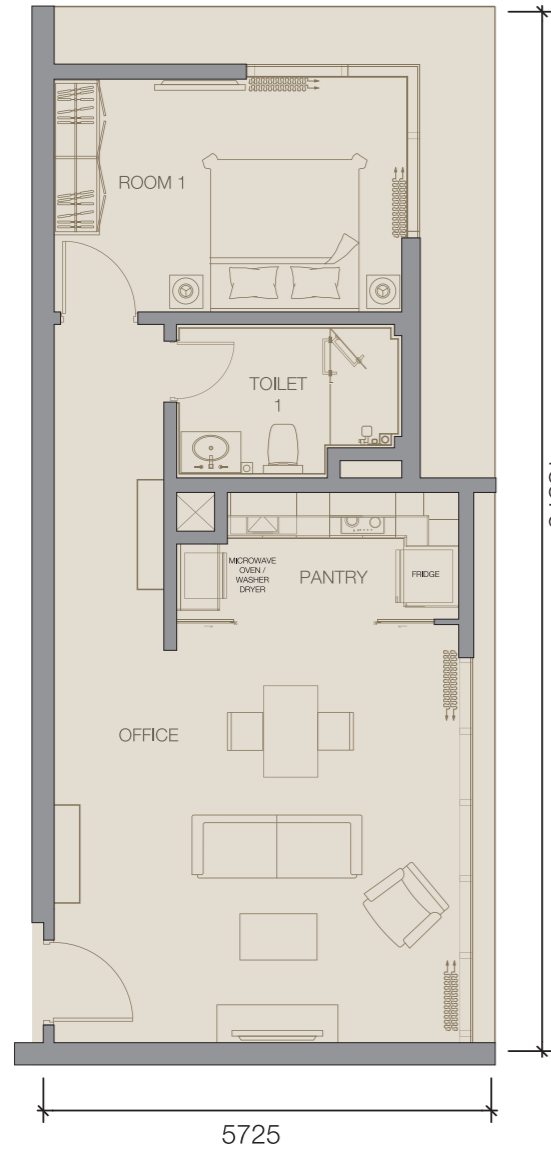 ROOM 1
TOILET
1
MICROWAVE
OVEN /
WASHER
DRYER
PANTRY
FRIDGE
OFFICE
5725